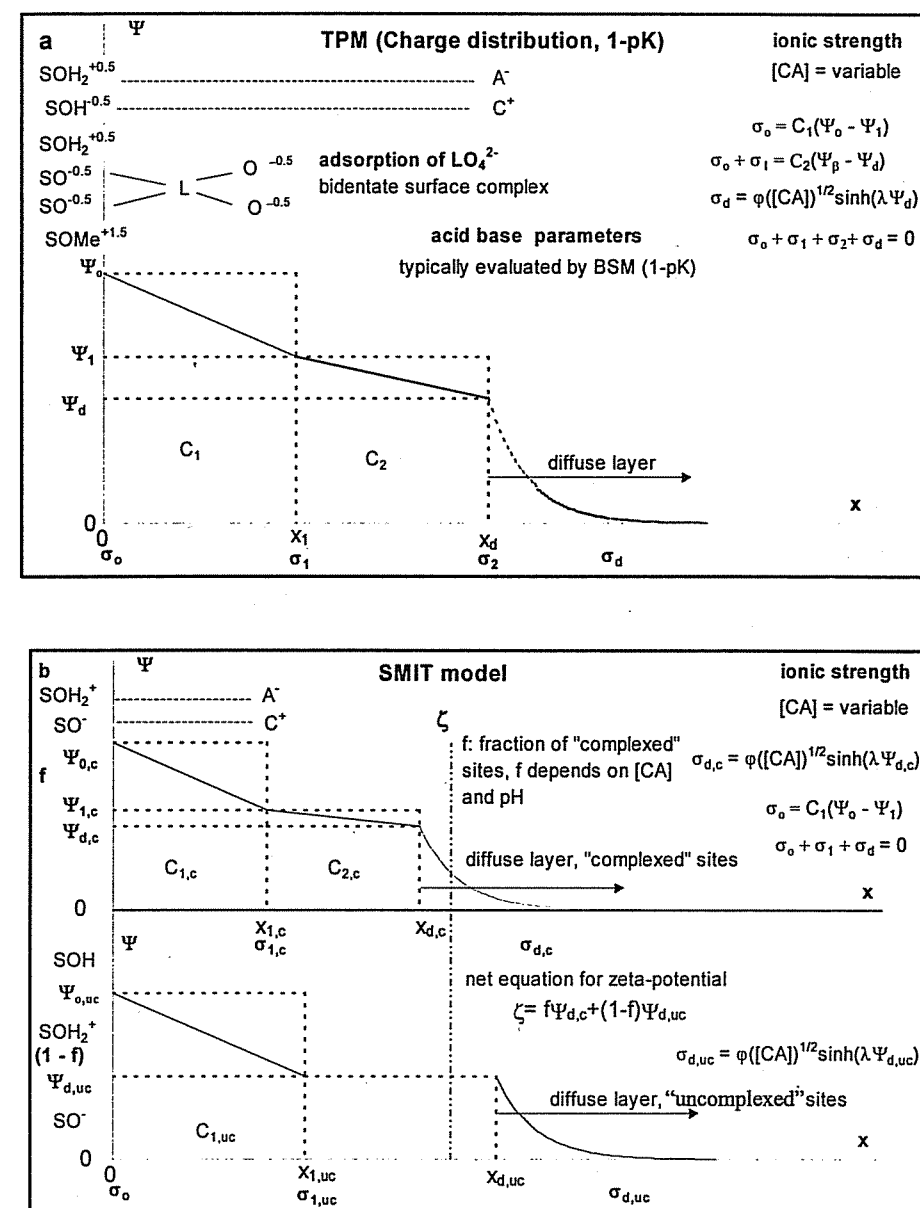 a
Ψ
TPM (Charge distribution, 1-pK)
ionic strength
[CA] = variable
SOH₂⁺⁰·⁵
A⁻
SOH⁻⁰·⁵
C⁺
SOH₂⁺⁰·⁵
SO⁻⁰·⁵
SO⁻⁰·⁵
L
O ⁻⁰·⁵
O⁻⁰·⁵
adsorption of LO₄²⁻
bidentate surface complex
σₒ = C₁(Ψₒ - Ψ₁)
σₒ + σ₁ = C₂(Ψᵦ - Ψd)
σd = φ([CA])¹/²sinh(λΨd)
σₒ + σ₁ + σ₂+ σd = 0
SOMe⁺¹·⁵
acid base parameters
typically evaluated by BSM (1-pK)
Ψₒ
Ψ₁
Ψd
C₁
C₂
diffuse layer
x
0
0
x₁
xd
σₒ
σ₁
σ₂
σd
b
Ψ
SMIT model
ionic strength
[CA] = variable
SOH₂⁺
A⁻
SO⁻
C⁺
ζ
Ψ0,c
f
Ψ1,c
Ψd,c
f: fraction of "complexed"
sites, f depends on [CA]
and pH
σd,c = φ([CA])¹/²sinh(λΨd,c)
σₒ = C₁(Ψₒ - Ψ₁)
σₒ + σ₁ + σd = 0
C1,c
C2,c
diffuse layer, "complexed" sites
x
0
x1,c
σ1,c
xd,c
σd,c
Ψ
SOH
Ψo,uc
SOH₂⁺
(1 - f)
Ψd,uc
SO⁻
net equation for zeta-potential
ζ= fΨd,c+(1-f)Ψd,uc
σd,uc = φ([CA])¹/²sinh(λΨd,uc)
diffuse layer, "uncomplexed" sites
C1,uc
x
0
0
x1,uc
xd,uc
σₒ
σ1,uc
σd,uc